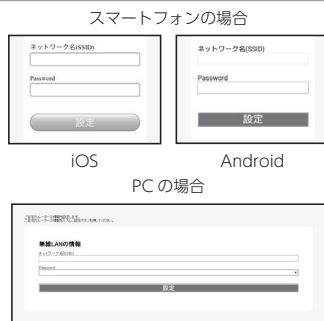 スマートフォンの場合
ネットワーク名(SSID)
Password
設定
iOS
ネットワーク名(SSID)
Password
設定
Android
PCの場合
無線LANの情報
ネットワーク名(SSID)
Password
設定